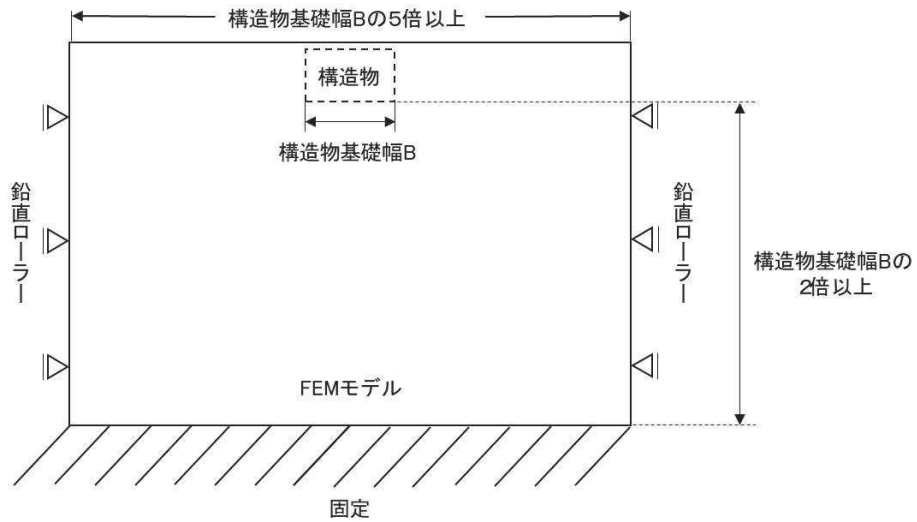 構造物基礎幅Bの5倍以上
構造物
構造物基礎幅B
鉛直ローラー
鉛直ローラー
構造物基礎幅Bの
2倍以上
FEMモデル
固定